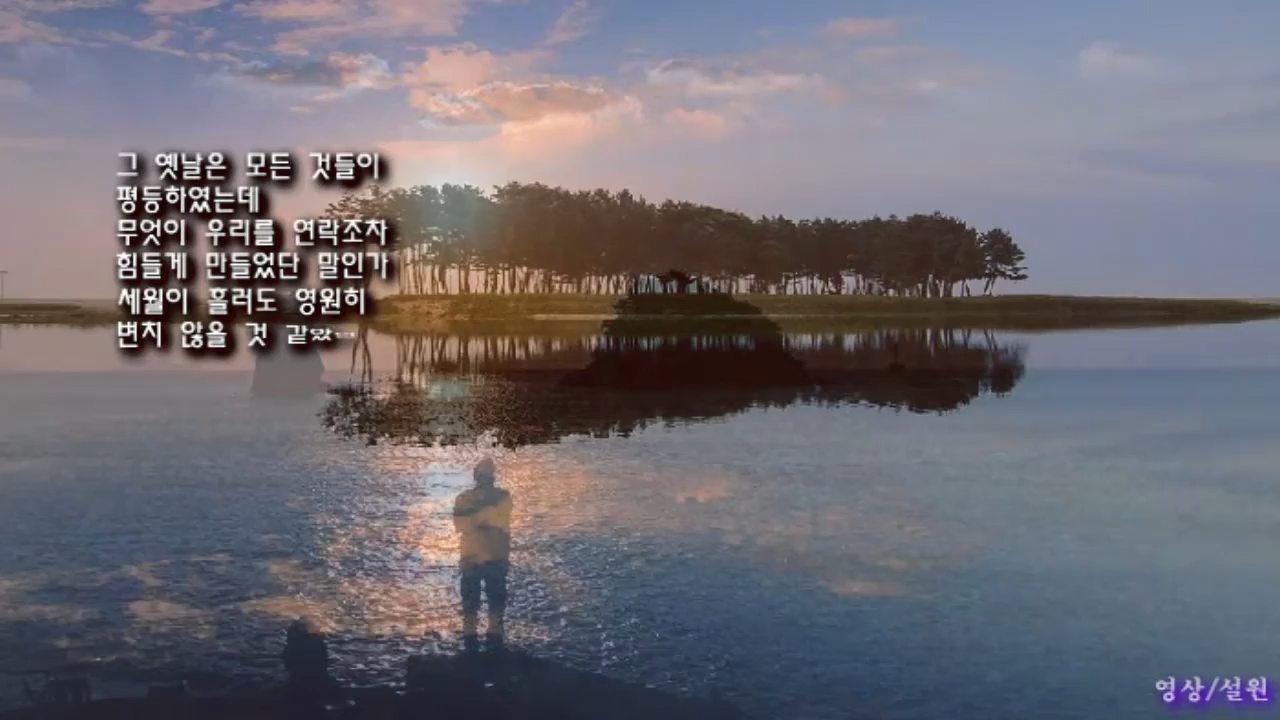 그 옛날은 모든 것들이
평등하였는데
무엇이 우리를 연락조차
힘들게 만들었단 말인가
세월이 흘러도 영원히
변치 않을 것
영상/설원